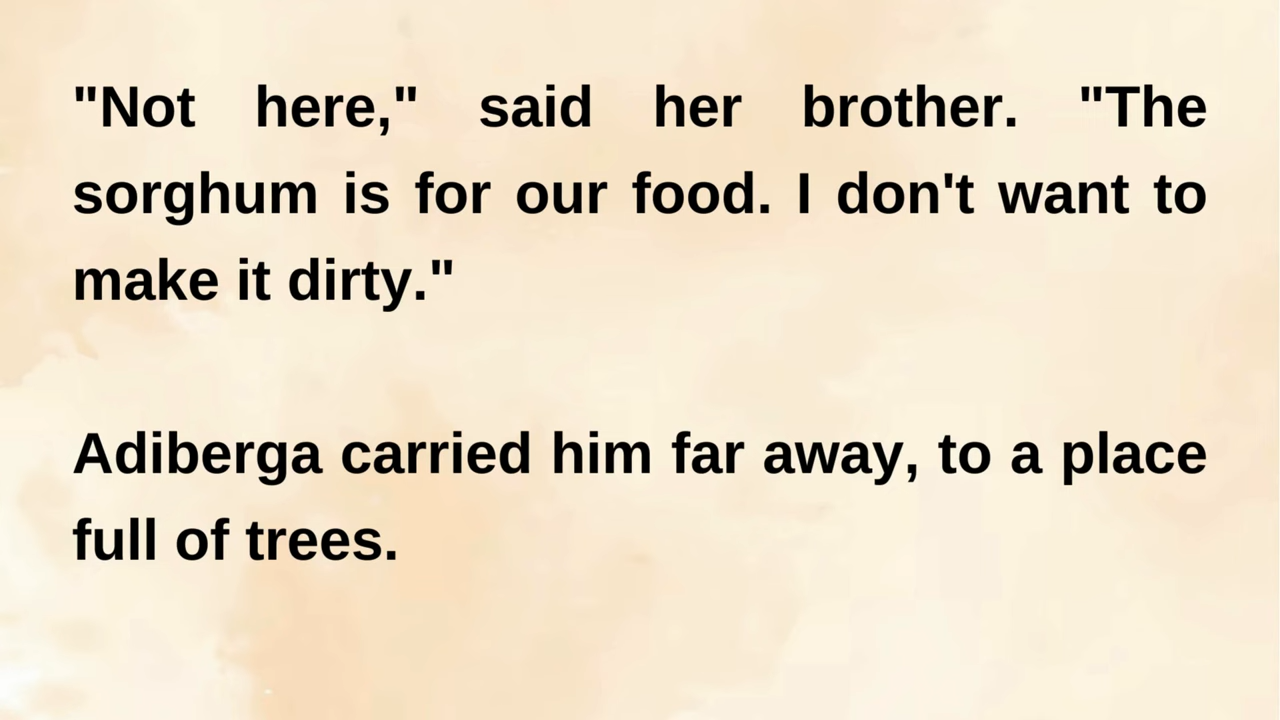 "Not here," said her brother. "The
sorghum is for our food. I don't want to
make it dirty."
Adiberga carried him far away, to a place
full of trees.